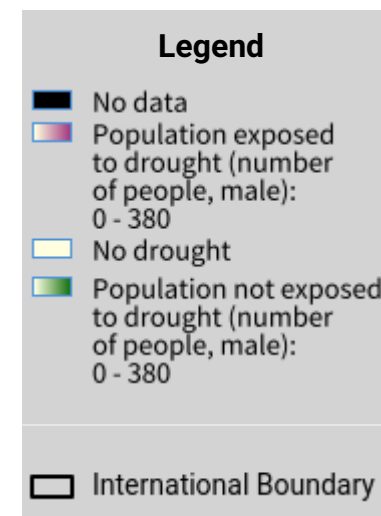 Legend
No data
Population exposed
to drought (number
of people, male):
0 - 380
No drought
Population not exposed
to drought (number
of people, male):
0 - 380
International Boundary